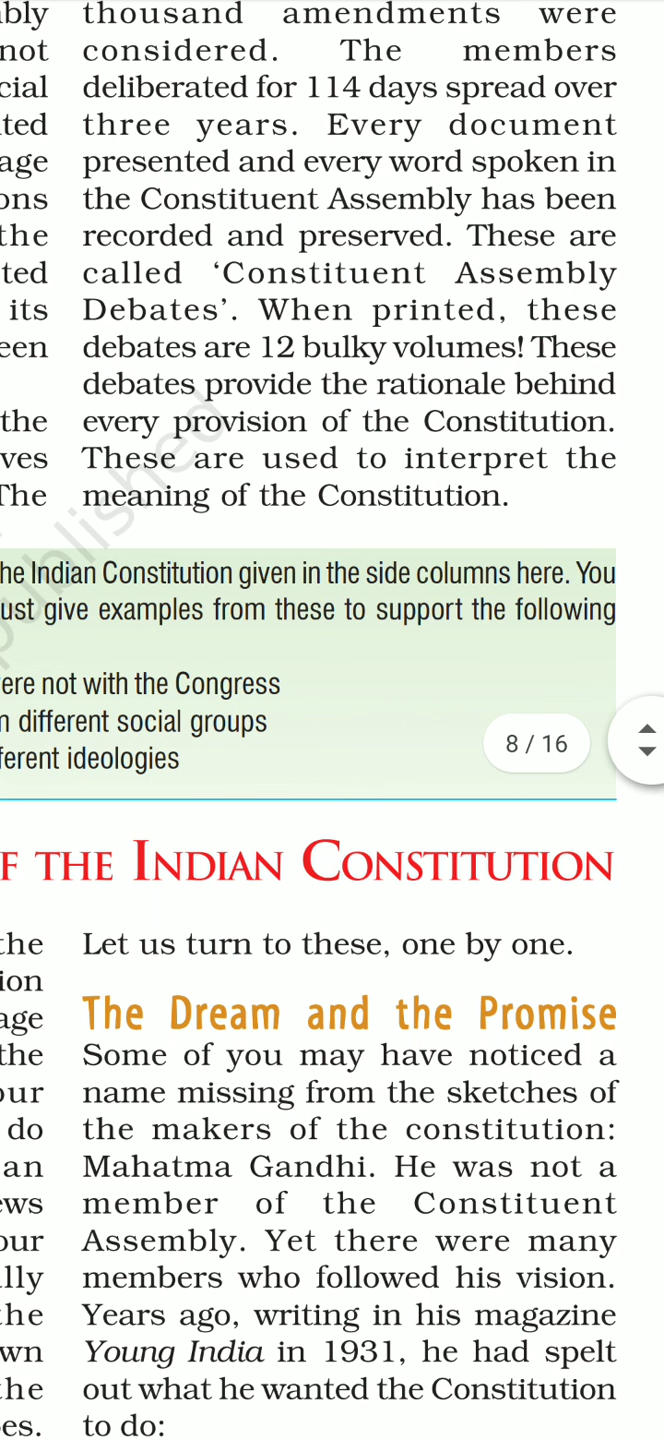 bly
not
cial
ted
age
ons
the
ted
its
een
the
ves
The
thousand amendments were
considered. The members
deliberated for 114 days spread over
three years. Every document
presented and every word spoken in
the Constituent Assembly has been
recorded and preserved. These are
called ‘Constituent Assembly
Debates’. When printed, these
debates are 12 bulky volumes! These
debates provide the rationale behind
every provision of the Constitution.
These are used to interpret the
meaning of the Constitution.
published
he Indian Constitution given in the side columns here. You
ust give examples from these to support the following
ere not with the Congress
m different social groups
ferent ideologies
8 / 16
F THE INDIAN CONSTITUTION
the
ion
age
the
our
do
an
ews
our
lly
the
wn
the
es.
Let us turn to these, one by one.
The Dream and the Promise
Some of you may have noticed a
name missing from the sketches of
the makers of the constitution:
Mahatma Gandhi. He was not a
member of the Constituent
Assembly. Yet there were many
members who followed his vision.
Years ago, writing in his magazine
Young India in 1931, he had spelt
out what he wanted the Constitution
to do: